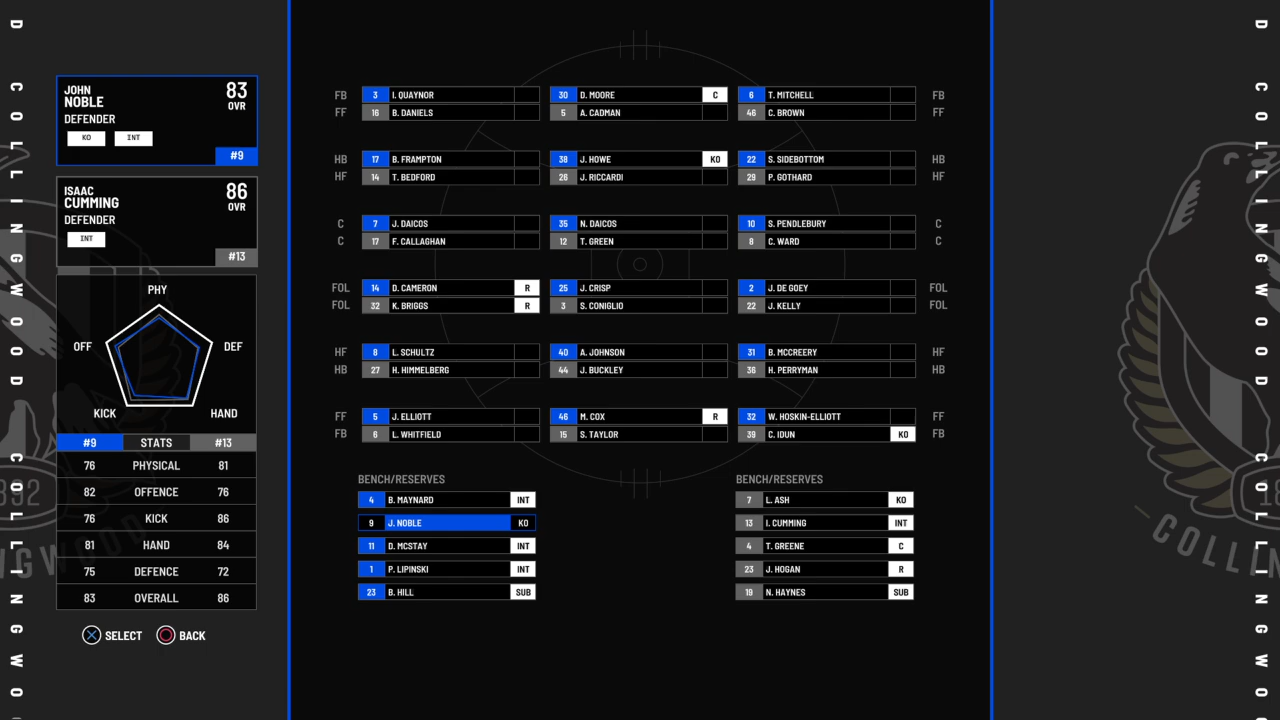 D COLLINGWOOD COLLINGWO
JOHN
NOBLE
83
OVR
DEFENDER
KO INT
#9
ISAAC
CUMMING
86
OVR
DEFENDER
INT
#13
PHY
OFF DEF
KICK HAND
#9 STATS #13
76 PHYSICAL 81
82 OFFENCE 76
76 KICK 86
81 HAND 84
75 DEFENCE 72
83 OVERALL 86
SELECT BACK
FB 3 I. QUAYNOR 30 D. MOORE C 6 T. MITCHELL FB
FF 16 B. DANIELS 5 A. CADMAN 46 C. BROWN FF
HB 17 B. FRAMPTON 38 J. HOWE KO 22 S. SIDEBOTTOM HB
HF 14 T. BEDFORD 26 J. RICCARDI 29 P. GOTHARD HF
C 7 J. DAICOS 35 N. DAICOS 10 S. PENDLEBURY C
C 17 F. CALLAGHAN 12 T. GREEN 8 C. WARD C
FOL 14 D. CAMERON R 25 J. CRISP 2 J. DE GOEY FOL
FOL 32 K. BRIGGS R 3 S. CONIGLIO 22 J. KELLY FOL
HF 8 L. SCHULTZ 40 A. JOHNSON 31 B. MCCREERY HF
HB 27 H. HIMMELBERG 44 J. BUCKLEY 36 H. PERRYMAN HB
FF 5 J. ELLIOTT 46 M. COX R 32 W. HOSKIN-ELLIOTT FF
FB 6 L. WHITFIELD 15 S. TAYLOR 39 C. IDUN KO FB
BENCH/RESERVES
4 B. MAYNARD INT
9 J. NOBLE KO
11 D. MCSTAY INT
1 P. LIPINSKI INT
23 B. HILL SUB
BENCH/RESERVES
7 L. ASH KO
13 I. CUMMING INT
4 T. GREENE C
23 J. HOGAN R
19 N. HAYNES SUB
D COLLINGWOOD COLLINGWO
892
NGWOOD
COLLIN
18